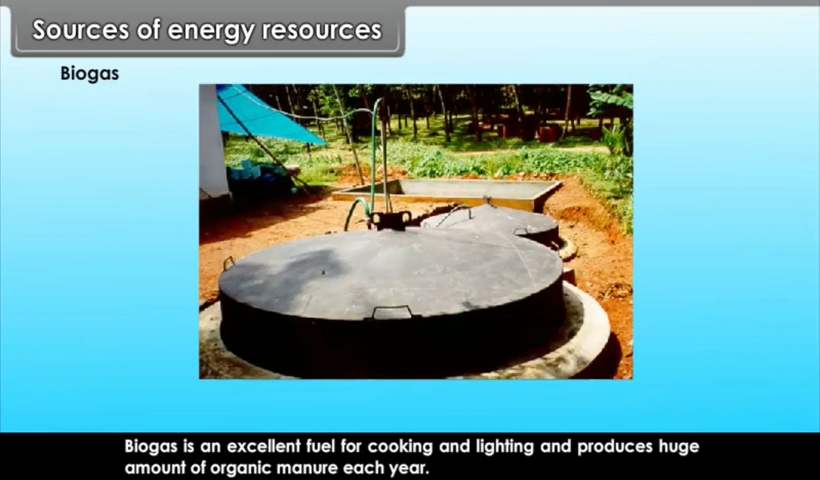 Sources of energy resources
Biogas
Biogas is an excellent fuel for cooking and lighting and produces huge
amount of organic manure each year.